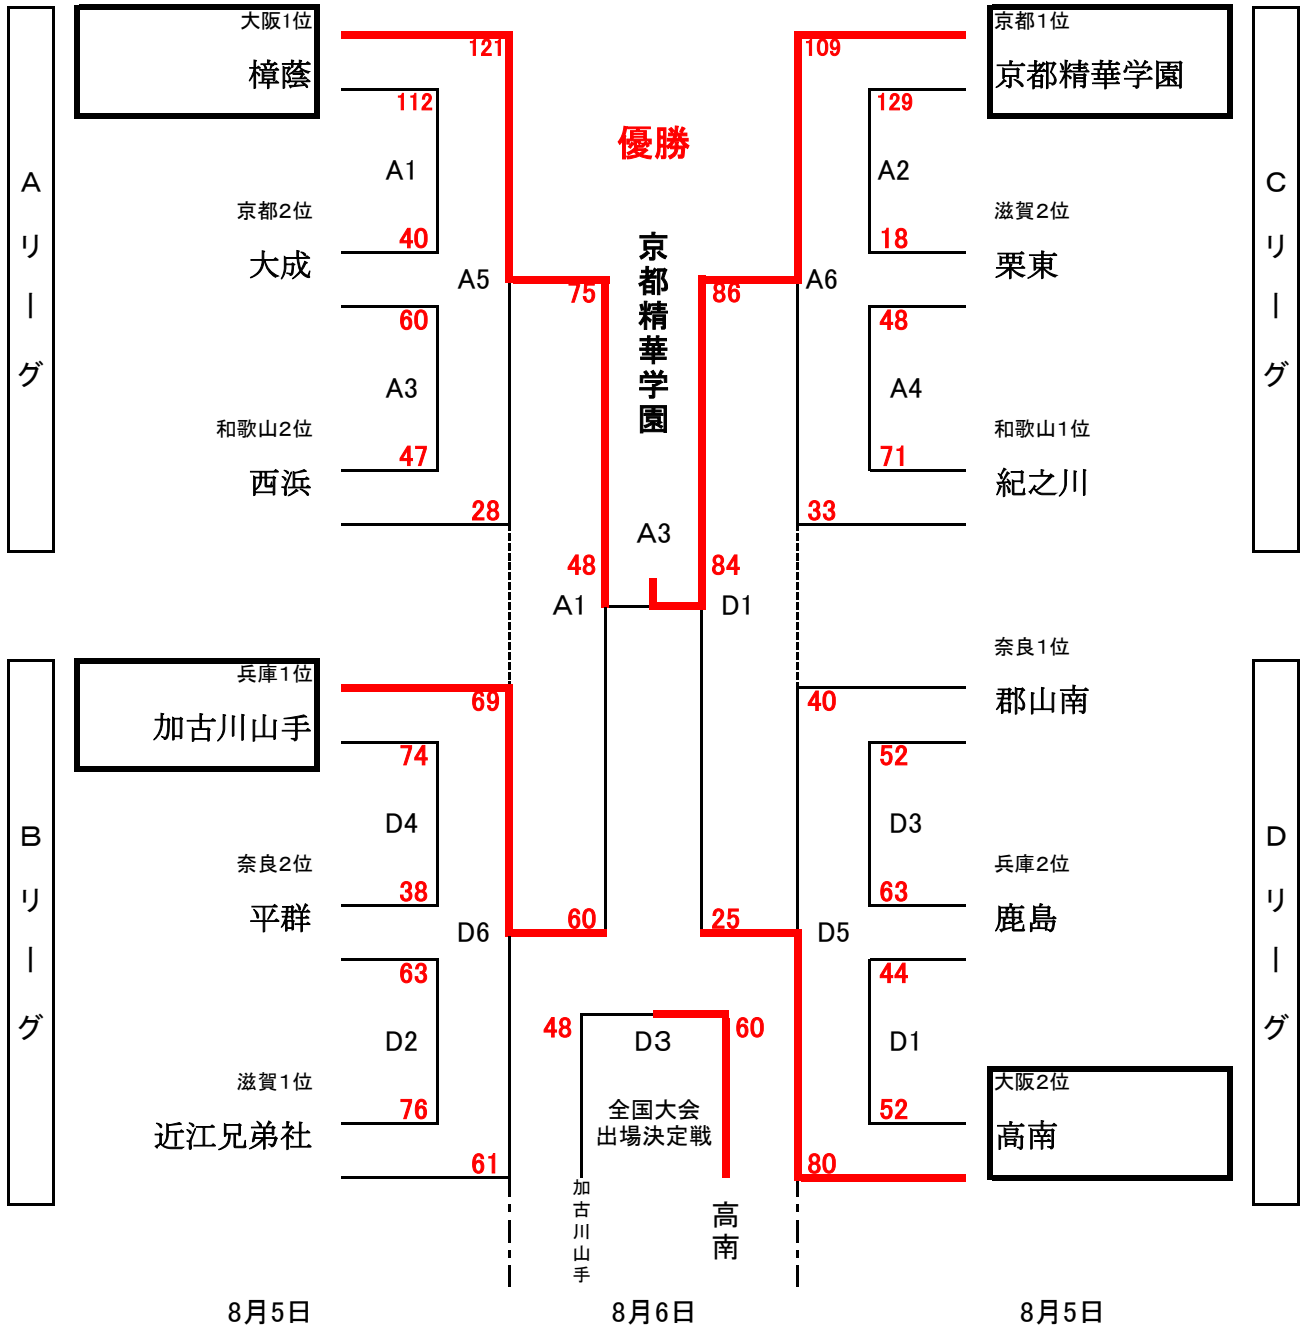 Aリーグ
大阪1位
樟蔭
121
112
A1
京都2位
40
大成
A5
60
A3
和歌山2位
47
西浜
28
Bリーグ
兵庫1位
加古川山手
69
74
D4
奈良2位
38
平群
D6
63
D2
滋賀1位
76
近江兄弟社
61
優勝
京都精華学園
75
86
A3
48
84
A1
D1
60
25
48
60
D3
全国大会
出場決定戦
加古川山手
高南
Cリーグ
京都1位
京都精華学園
109
129
A2
滋賀2位
18
栗東
A6
48
A4
和歌山1位
71
紀之川
33
Dリーグ
奈良1位
郡山南
40
52
D3
兵庫2位
63
鹿島
D5
44
D1
大阪2位
52
高南
80
8月5日
8月6日
8月5日